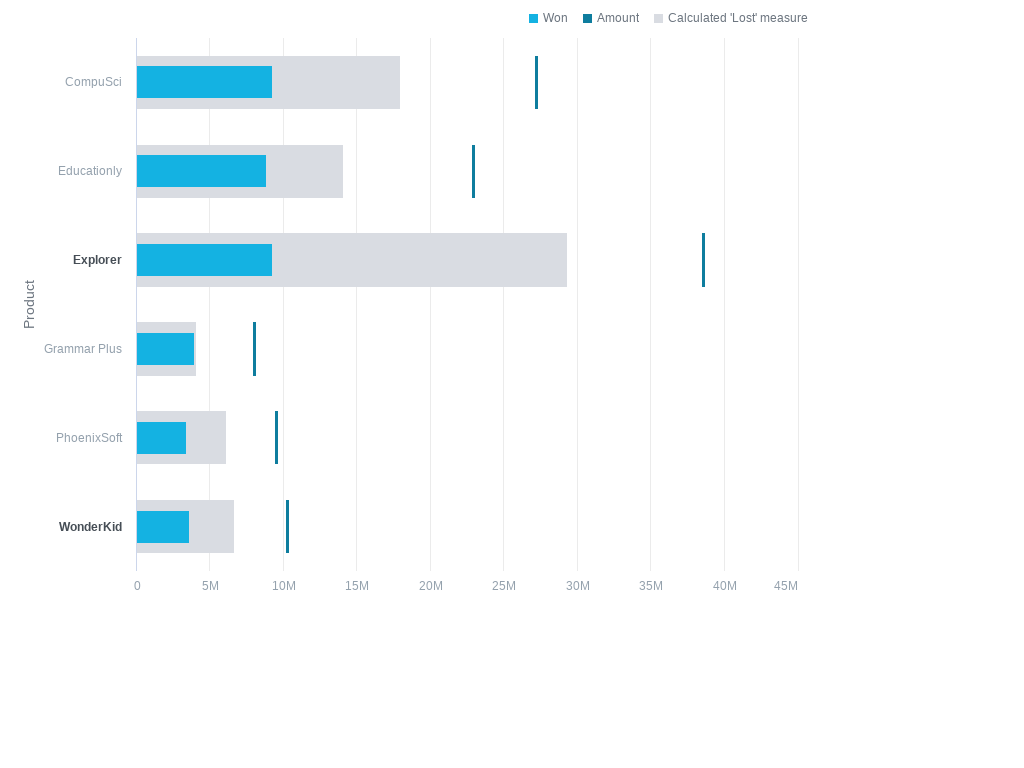 Won Amount Calculated 'Lost' measure
CompuSci
Educationly
Explorer
Product
Grammar Plus
PhoenixSoft
WonderKid
0 5M 10M 15M 20M 25M 30M 35M 40M 45M